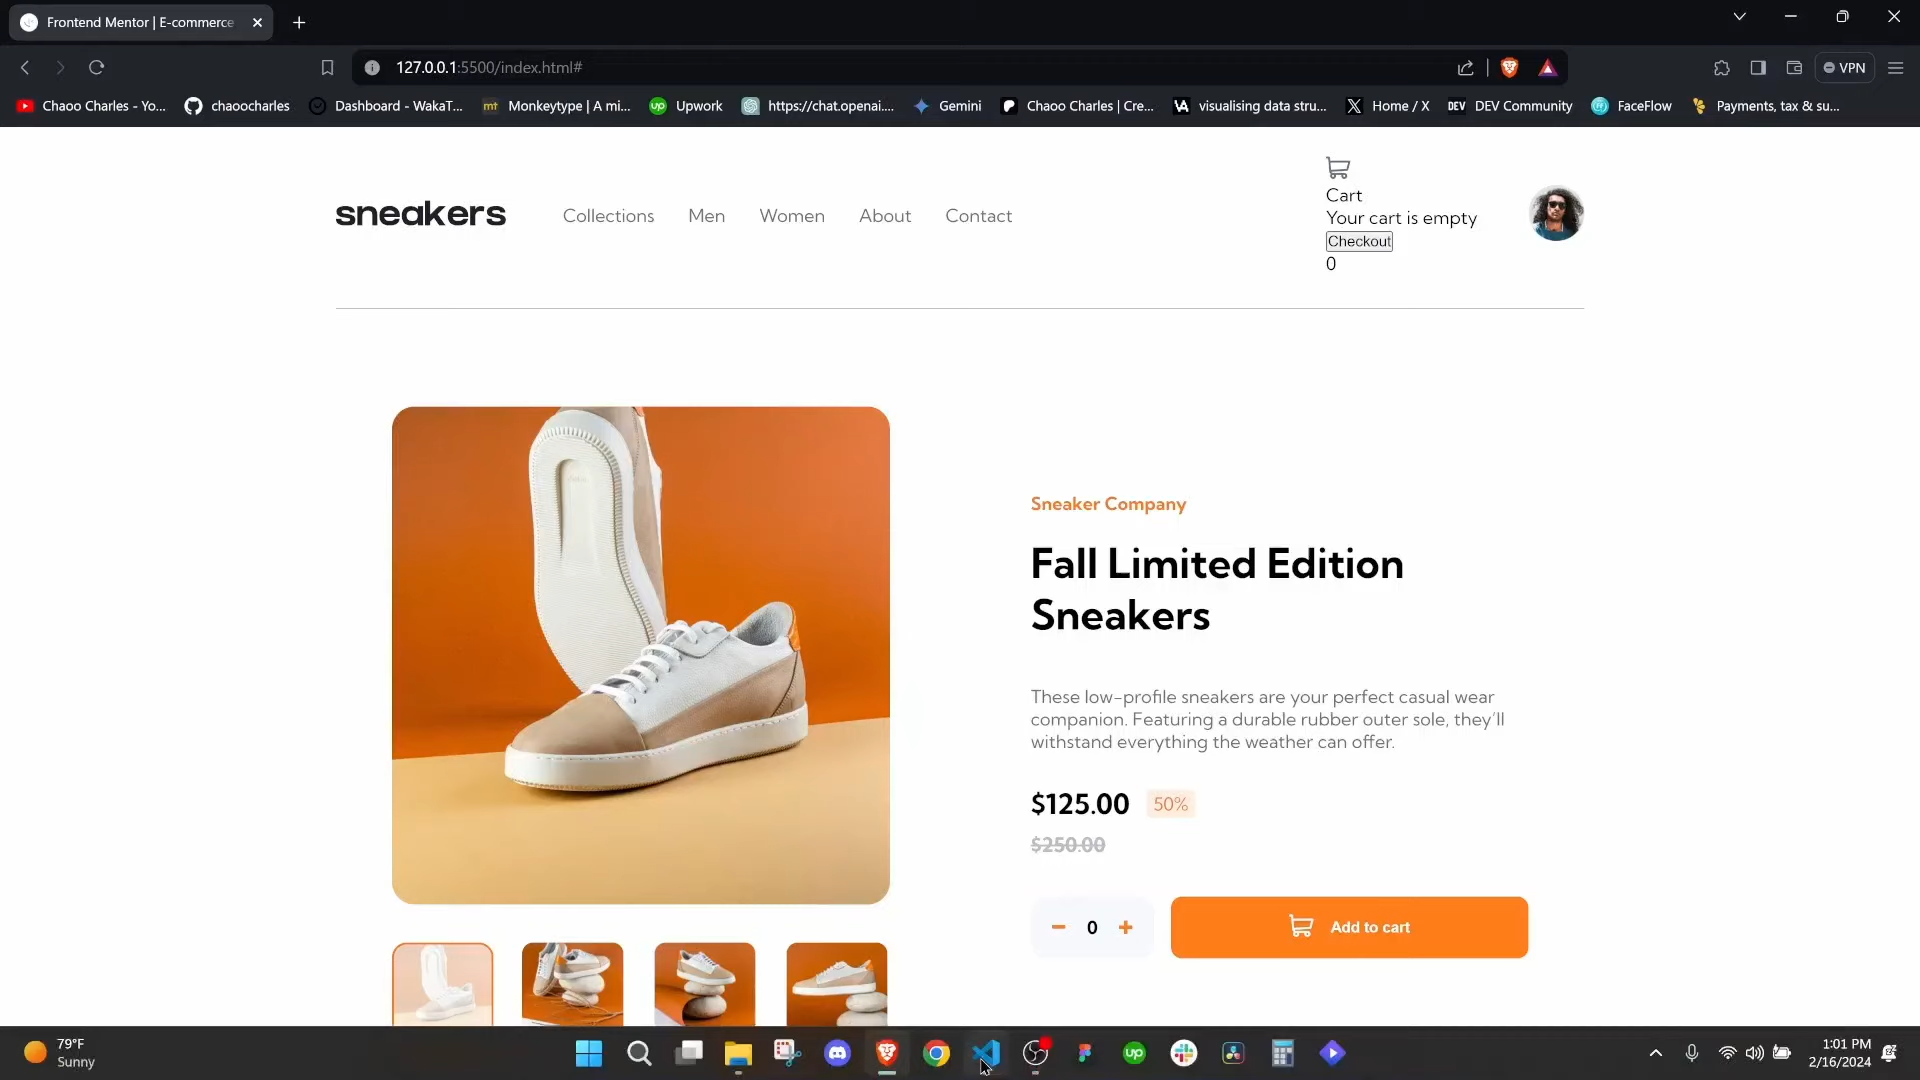 Frontend Mentor | E-commerce
127.0.0.1:5500/index.html#
VPN
Chaoo Charles - Yo...
chaoocharles
Dashboard - WakaT...
mt
Monkeytype | A mi...
up
Upwork
https://chat.openai....
Gemini
Chaoo Charles | Cre...
VA
visualising data stru...
Home / X
DEV
DEV Community
FaceFlow
Payments, tax & su...
sneakers
Collections
Men
Women
About
Contact
Cart
Your cart is empty
Checkout
0
Sneaker Company
Fall Limited Edition
Sneakers
These low-profile sneakers are your perfect casual wear
companion. Featuring a durable rubber outer sole, they'll
withstand everything the weather can offer.
$125.00 50%
$250.00
0
Add to cart
79°F
Sunny
up
1:01 PM
2/16/2024